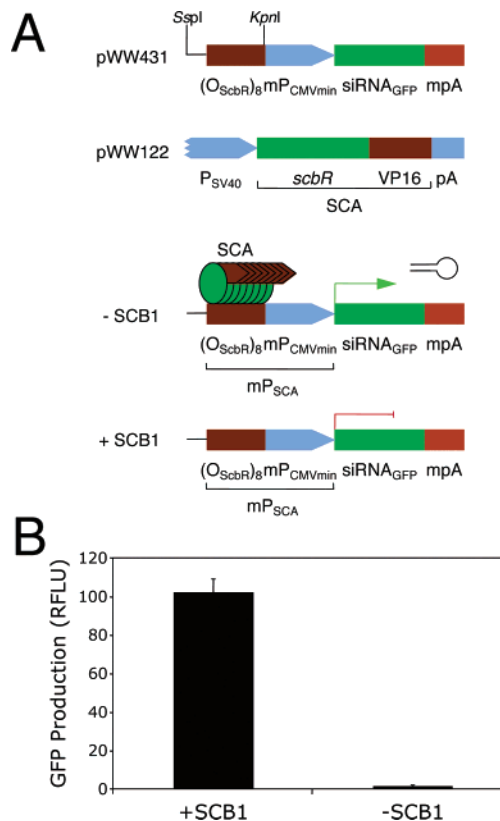 A
SspI KpnI
pWW431
(OScbR)8 mPCMVmin siRNAGFP mpA
pWW122
PSV40 scbR VP16 pA
SCA
SCA
- SCB1
(OScbR)8 mPCMVmin siRNAGFP mpA
mPSCA
+ SCB1
(OScbR)8 mPCMVmin siRNAGFP mpA
mPSCA
B
GFP Production (RFLU)
120
100
80
60
40
20
0
+SCB1 -SCB1